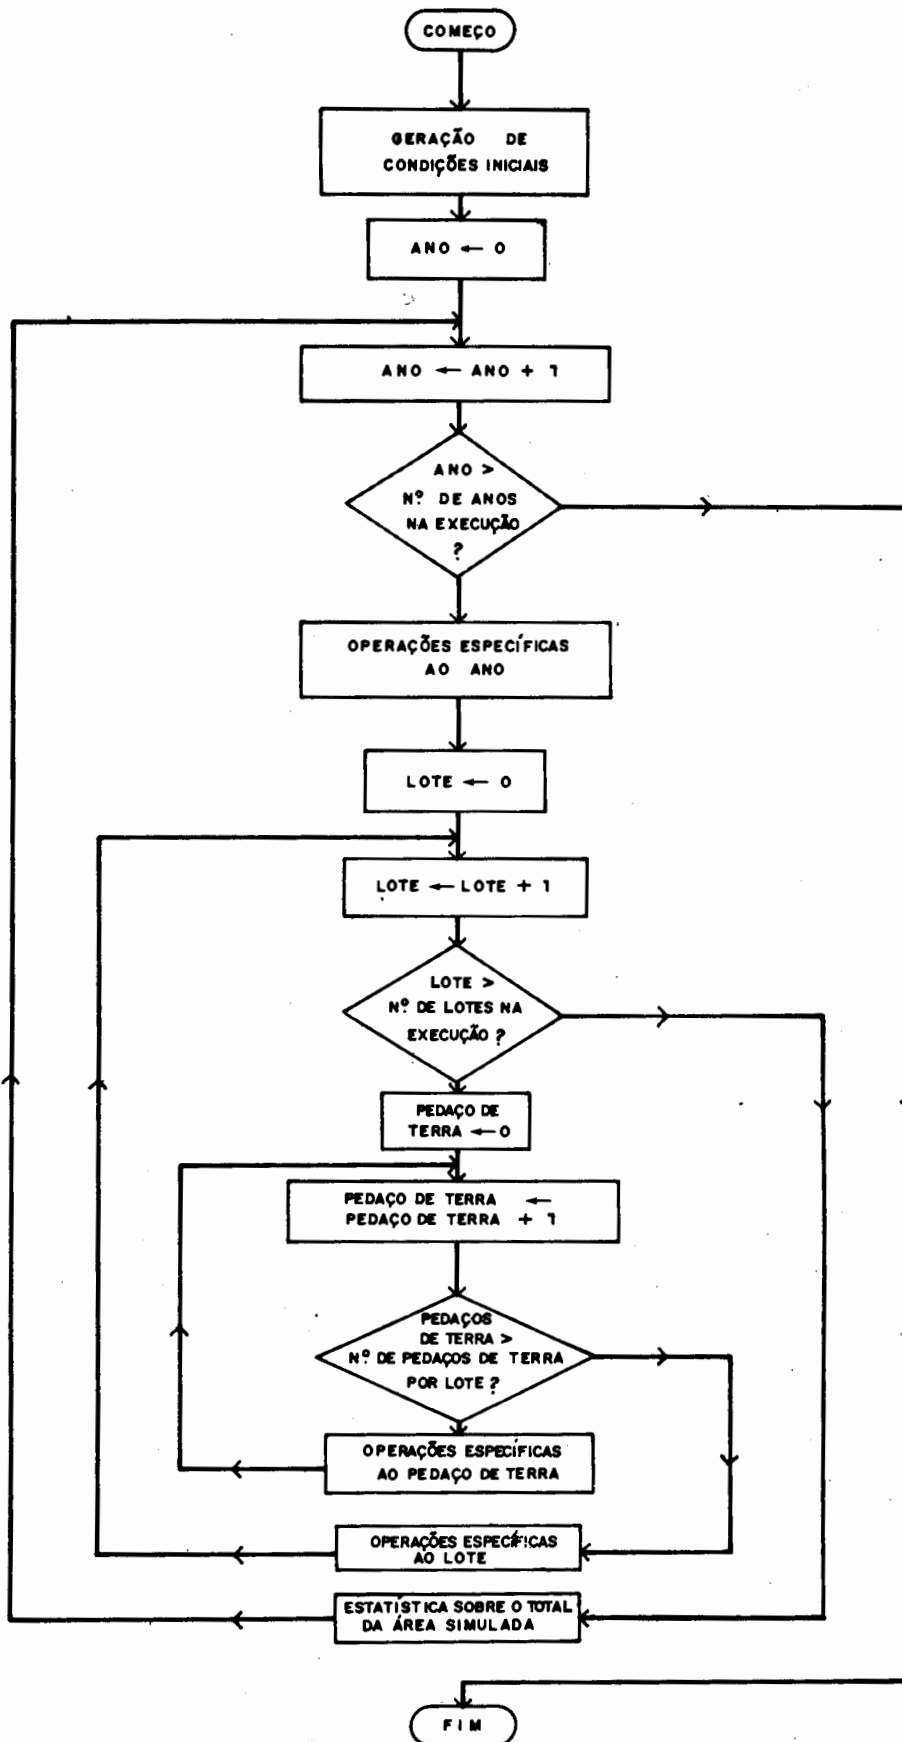 COMEÇO
GERAÇÃO DE
CONDIÇÕES INICIAIS
ANO ← 0
ANO ← ANO + 1
ANO >
Nº DE ANOS
NA EXECUÇÃO
?
OPERAÇÕES ESPECÍFICAS
AO ANO
LOTE ← 0
LOTE ← LOTE + 1
LOTE >
Nº DE LOTES NA
EXECUÇÃO ?
PEDAÇO DE
TERRA ← 0
PEDAÇO DE TERRA ←
PEDAÇO DE TERRA + 1
PEDAÇOS
DE TERRA >
Nº DE PEDAÇOS DE TERRA
POR LOTE ?
OPERAÇÕES ESPECÍFICAS
AO PEDAÇO DE TERRA
OPERAÇÕES ESPECÍFICAS
AO LOTE
ESTATÍSTICA SOBRE O TOTAL
DA ÁREA SIMULADA
FIM